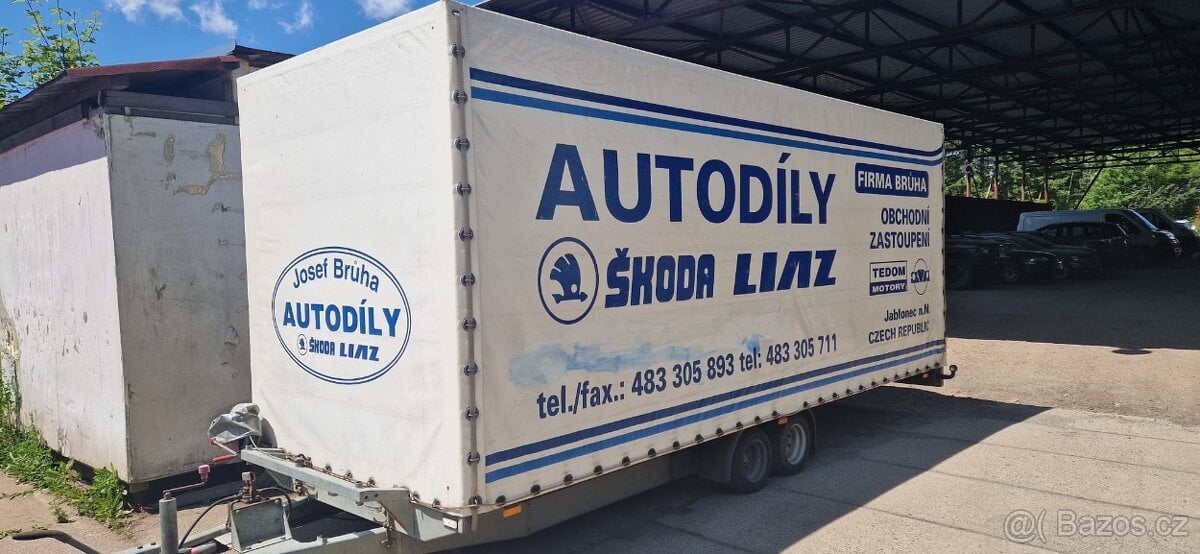 Josef Brůha
AUTODÍLY
ŠKODA LIAZ
AUTODÍLY
ŠKODA LIAZ
tel./fax.: 483 305 893 tel: 483 305 711
FIRMA BRŮHA
OBCHODNÍ
ZASTOUPENÍ
TEDOM
MOTORY
Jablonec n.N.
CZECH REPUBLIC
Bazos.cz